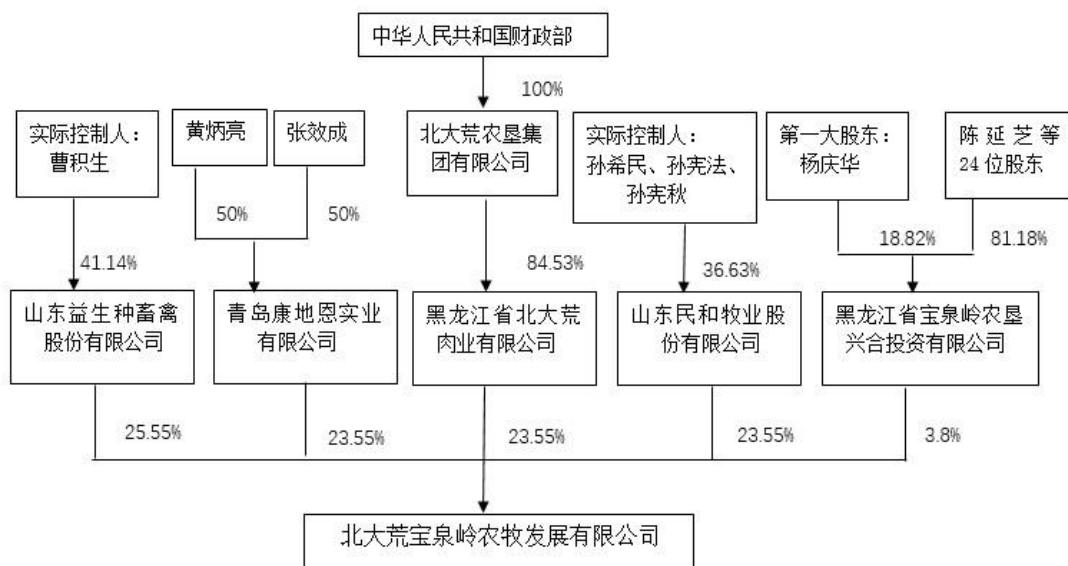 中华人民共和国财政部
100%
实际控制人：
曹积生
黄炳亮
张效成
北大荒农垦集
团有限公司
实际控制人：
孙希民、孙宪法、
孙宪秋
第一大股东：
杨庆华
陈延芝等
24 位股东
50%
50%
18.82%
81.18%
41.14%
84.53%
36.63%
山东益生种畜禽
股份有限公司
青岛康地恩实业
有限公司
黑龙江省北大荒
肉业有限公司
山东民和牧业股
份有限公司
黑龙江省宝泉岭农垦
兴合投资有限公司
25.55%
23.55%
23.55%
23.55%
3.8%
北大荒宝泉岭农牧发展有限公司